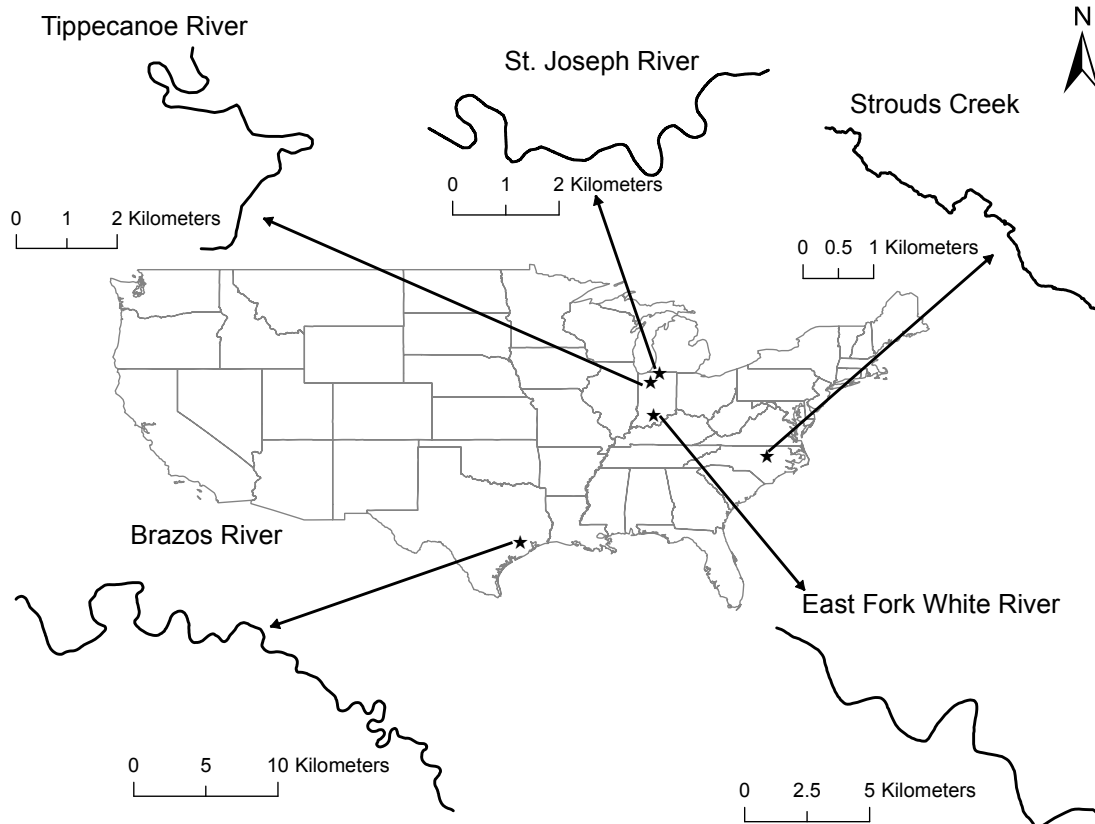 N
Tippecanoe River
St. Joseph River
Strouds Creek
0 1 2 Kilometers
0 1 2 Kilometers
0 0.5 1 Kilometers
Brazos River
East Fork White River
0 5 10 Kilometers
0 2.5 5 Kilometers